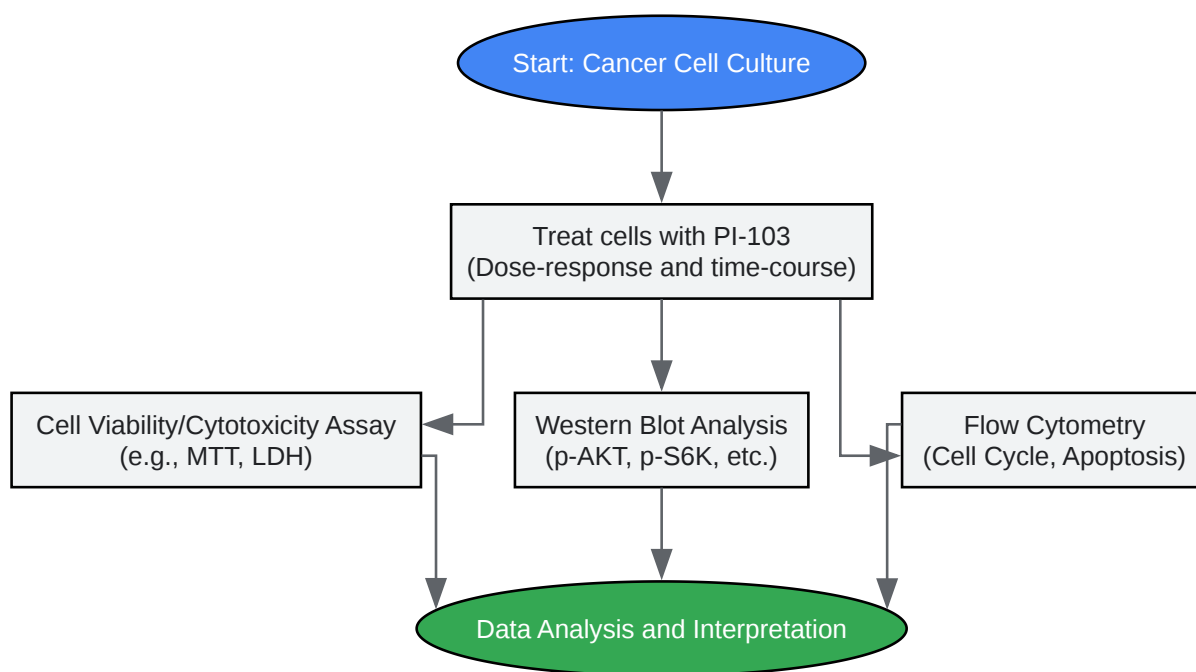 Start: Cancer Cell Culture
Treat cells with PI-103
(Dose-response and time-course)
Cell Viability/Cytotoxicity Assay
(e.g., MTT, LDH)
Western Blot Analysis
(p-AKT, p-S6K, etc.)
Flow Cytometry
(Cell Cycle, Apoptosis)
Data Analysis and Interpretation